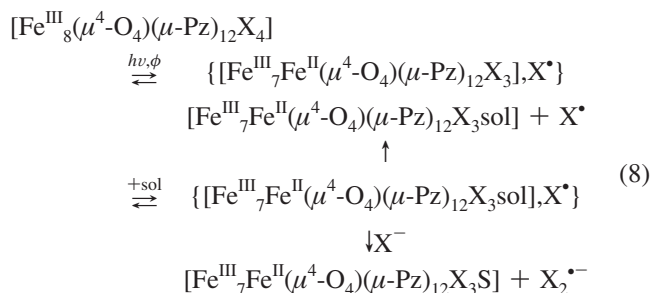 [Fe^III_8(μ^4-O_4)(μ-Pz)_12X_4]
hν,ϕ
⇌ {[Fe^III_7Fe^II(μ^4-O_4)(μ-Pz)_12X_3],X^•}
[Fe^III_7Fe^II(μ^4-O_4)(μ-Pz)_12X_3sol] + X^•
↑
+sol
⇌ {[Fe^III_7Fe^II(μ^4-O_4)(μ-Pz)_12X_3sol],X^•} (8)
↓X^−
[Fe^III_7Fe^II(μ^4-O_4)(μ-Pz)_12X_3S] + X_2^•−